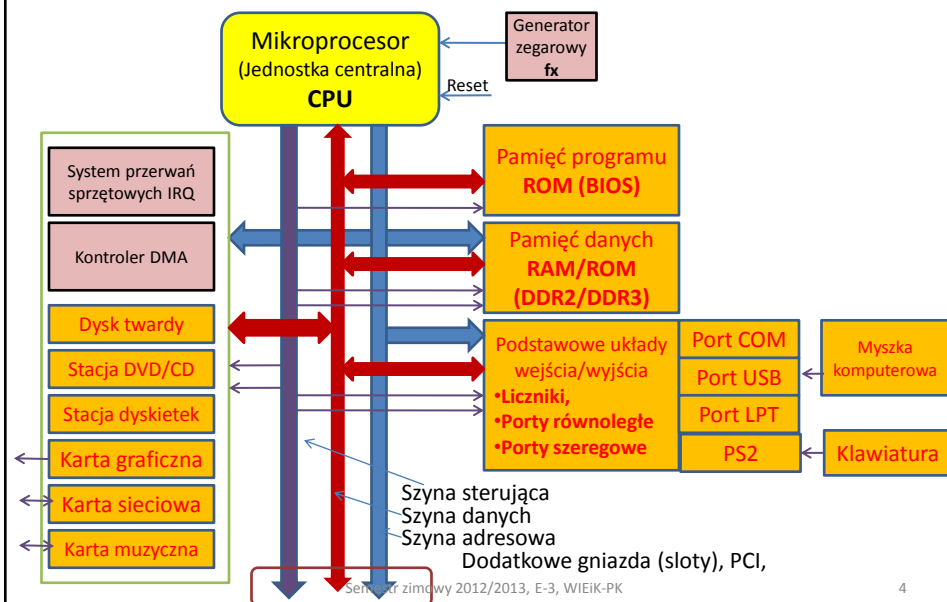 Mikroprocesor
(Jednostka centralna)
CPU
Generator
zegarowy
fx
Reset
System przerwań
sprzętowych IRQ
Kontroler DMA
Dysk twardy
Stacja DVD/CD
Stacja dyskietek
Karta graficzna
Karta sieciowa
Karta muzyczna
Pamięć programu
ROM (BIOS)
Pamięć danych
RAM/ROM
(DDR2/DDR3)
Podstawowe układy
wejścia/wyjścia
•Liczniki,
•Porty równoległe
•Porty szeregowe
Port COM
Port USB
Port LPT
PS2
Myszka
komputerowa
Klawiatura
Szyna sterująca
Szyna danych
Szyna adresowa
Dodatkowe gniazda (sloty), PCI,
Semestr zimowy 2012/2013, E-3, WIEiK-PK
4